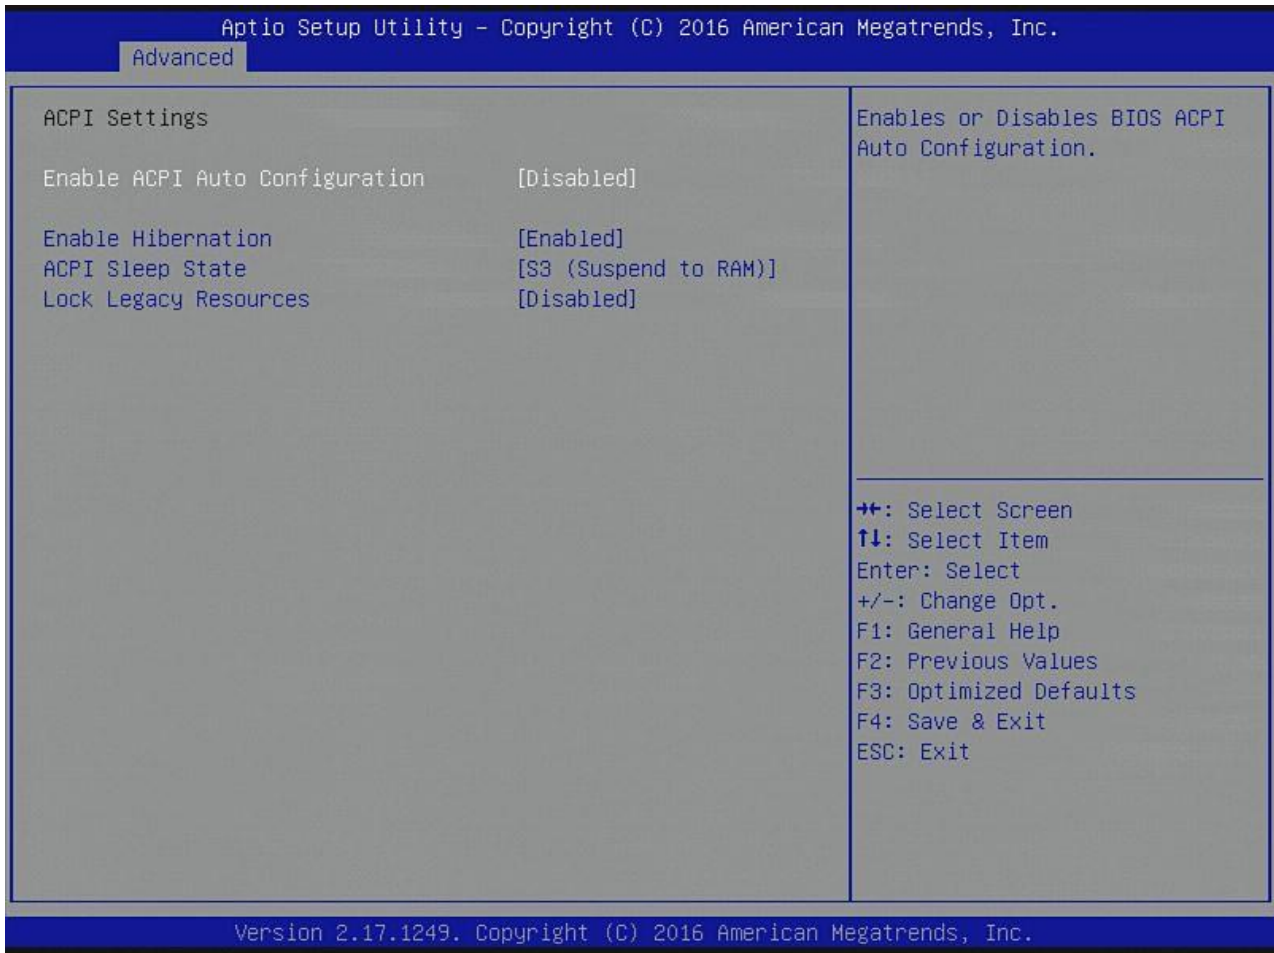 Aptio Setup Utility – Copyright (C) 2016 American Megatrends, Inc.
Advanced
ACPI Settings
Enable ACPI Auto Configuration [Disabled]
Enable Hibernation [Enabled]
ACPI Sleep State [S3 (Suspend to RAM)]
Lock Legacy Resources [Disabled]
Enables or Disables BIOS ACPI
Auto Configuration.
→←: Select Screen
↑↓: Select Item
Enter: Select
+/-: Change Opt.
F1: General Help
F2: Previous Values
F3: Optimized Defaults
F4: Save & Exit
ESC: Exit
Version 2.17.1249. Copyright (C) 2016 American Megatrends, Inc.